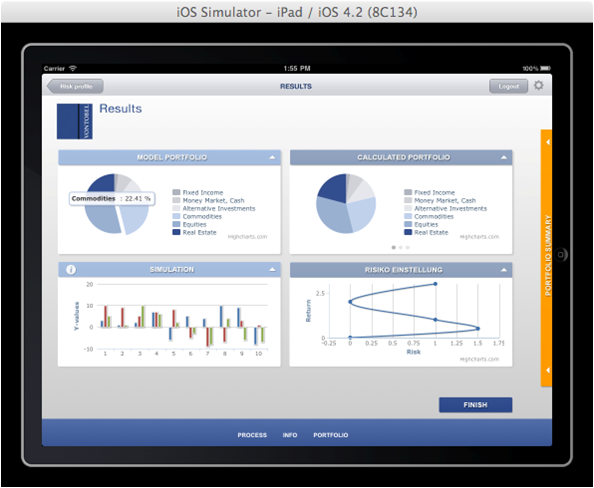 iOS Simulator – iPad / iOS 4.2 (8C134)
Carrier 1:55 PM 100%
Risk profile RESULTS Logout
VONTOBEL
Results
MODEL PORTFOLIO
Commodities : 22.41 %
Fixed Income
Money Market, Cash
Alternative Investments
Commodities
Equities
Real Estate
Highcharts.com
CALCULATED PORTFOLIO
Fixed Income
Money Market, Cash
Alternative Investments
Commodities
Equities
Real Estate
Highcharts.com
PORTFOLIO SUMMARY
i SIMULATION
Y-values
20
10
0
-10
1 2 3 4 5 6 7 8 9 10
RISIKO EINSTELLUNG
Return
2.5
0
-0.25 0 0.25 0.5 0.75 1 1.25 1.5 1.75
Risk
Highcharts.com
FINISH
PROCESS INFO PORTFOLIO